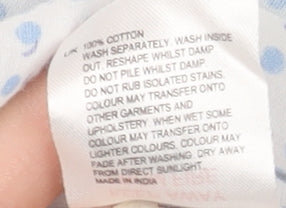 UK 100% COTTON
WASH SEPARATELY. WASH INSIDE
OUT. RESHAPE WHILST DAMP
DO NOT PILE WHILST DAMP
DO NOT RUB ISOLATED STAINS.
COLOUR MAY TRANSFER ONTO
OTHER GARMENTS AND
UPHOLSTERY. WHEN WET SOME
COLOUR MAY TRANSFER ONTO
LIGHTER COLOURS. COLOUR MAY
FADE AFTER WASHING. DRY AWAY
FROM DIRECT SUNLIGHT
MADE IN INDIA